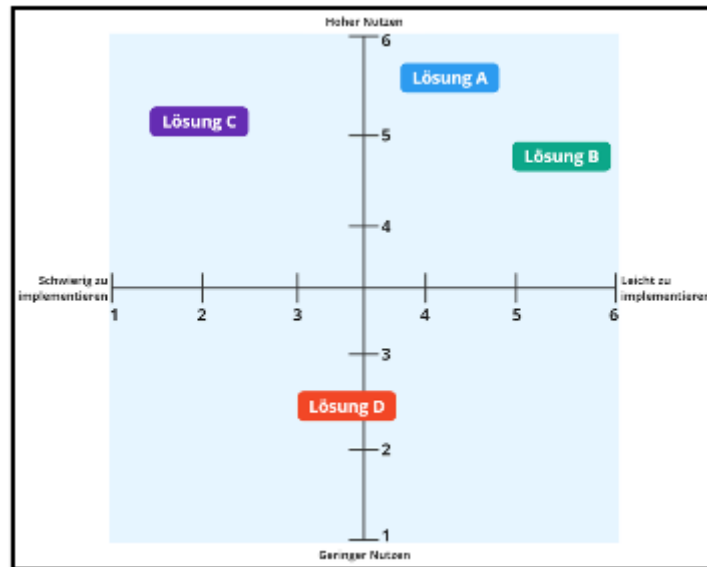 Hoher Nutzen
6
Lösung A
Lösung C
5
Lösung B
4
Schwierig zu
implementieren
Leicht zu
implementieren
1 2 3 4 5 6
3
Lösung D
2
1
Geringer Nutzen